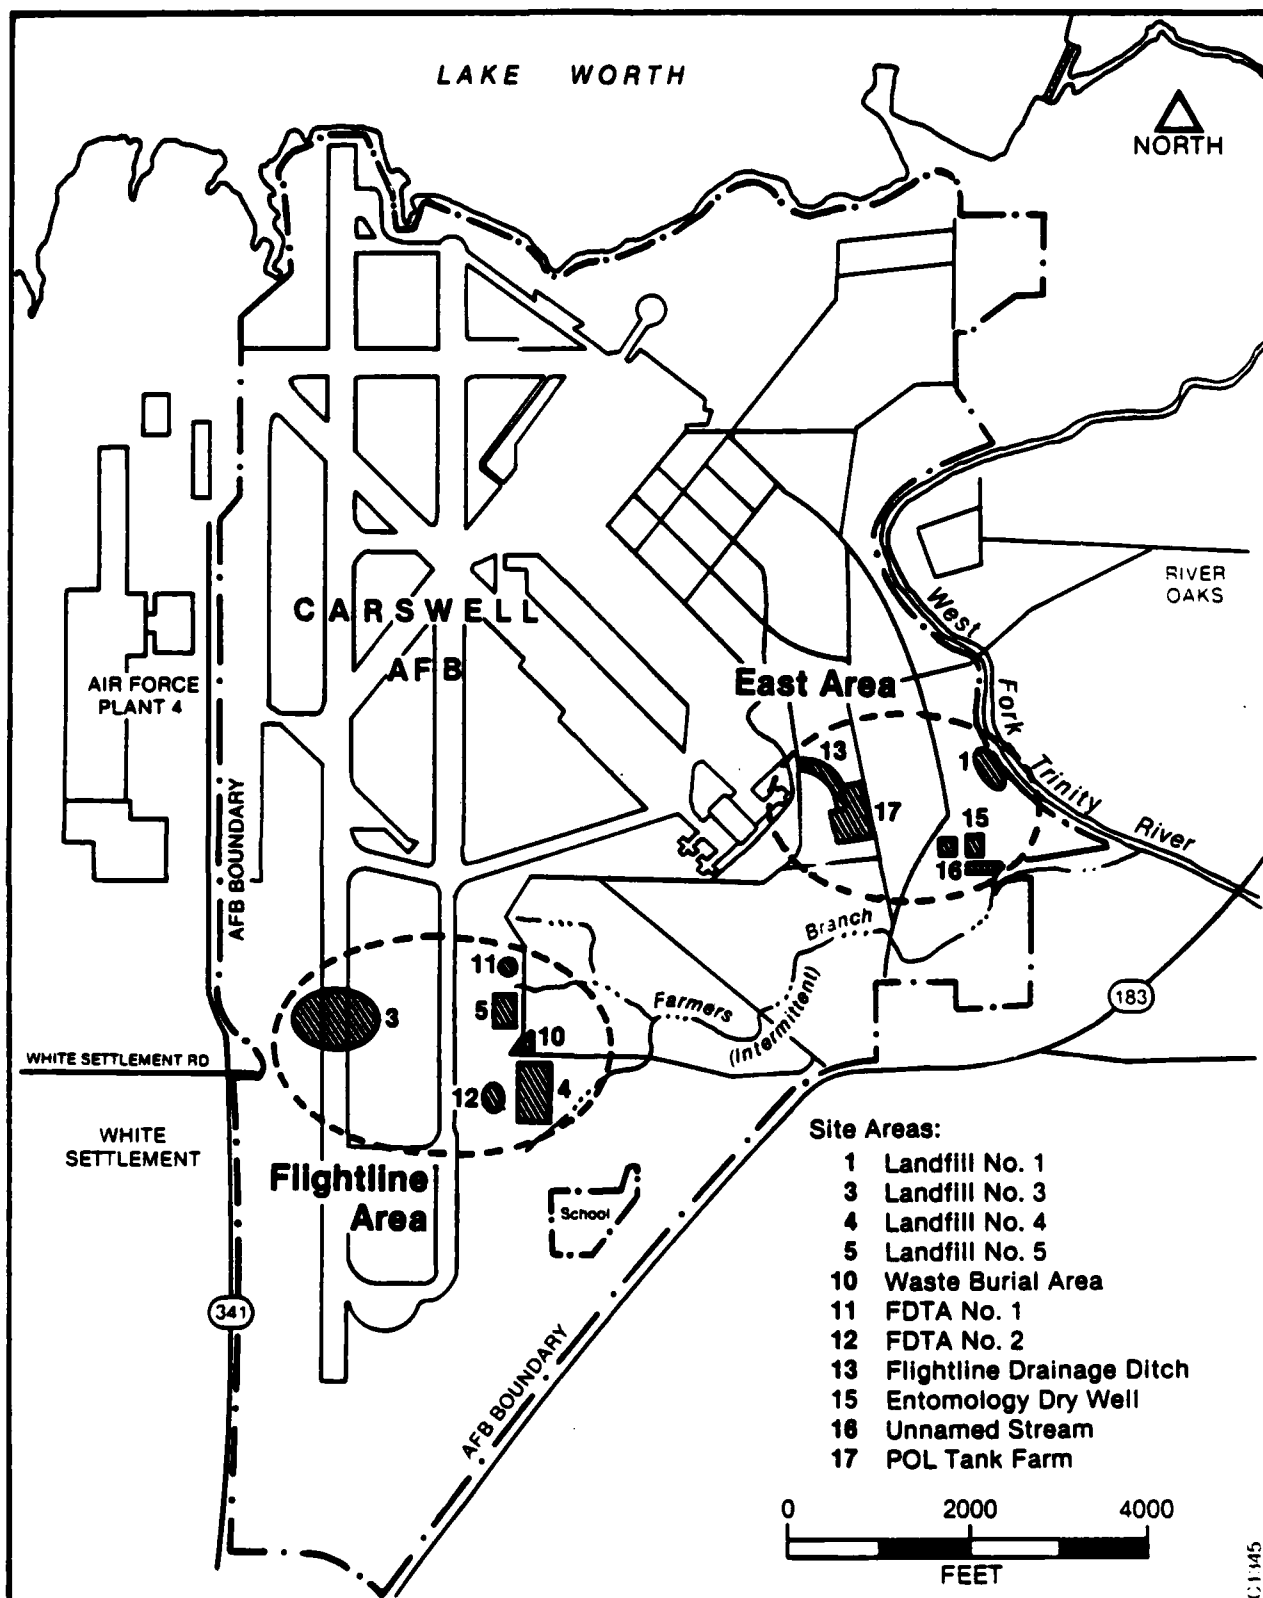 LAKE WORTH
NORTH
RIVER
OAKS
CARSWELL
AFB
AIR FORCE
PLANT 4
West
Fork
Trinity
River
East Area
13
1
17
15
16
AFB BOUNDARY
Branch
Farmers
(Intermittent)
11
5
3
10
183
WHITE SETTLEMENT RD
12
4
WHITE
SETTLEMENT
Flightline
Area
School
341
AFB BOUNDARY
Site Areas:
1 Landfill No. 1
3 Landfill No. 3
4 Landfill No. 4
5 Landfill No. 5
10 Waste Burial Area
11 FDTA No. 1
12 FDTA No. 2
13 Flightline Drainage Ditch
15 Entomology Dry Well
16 Unnamed Stream
17 POL Tank Farm
0 2000 4000
FEET